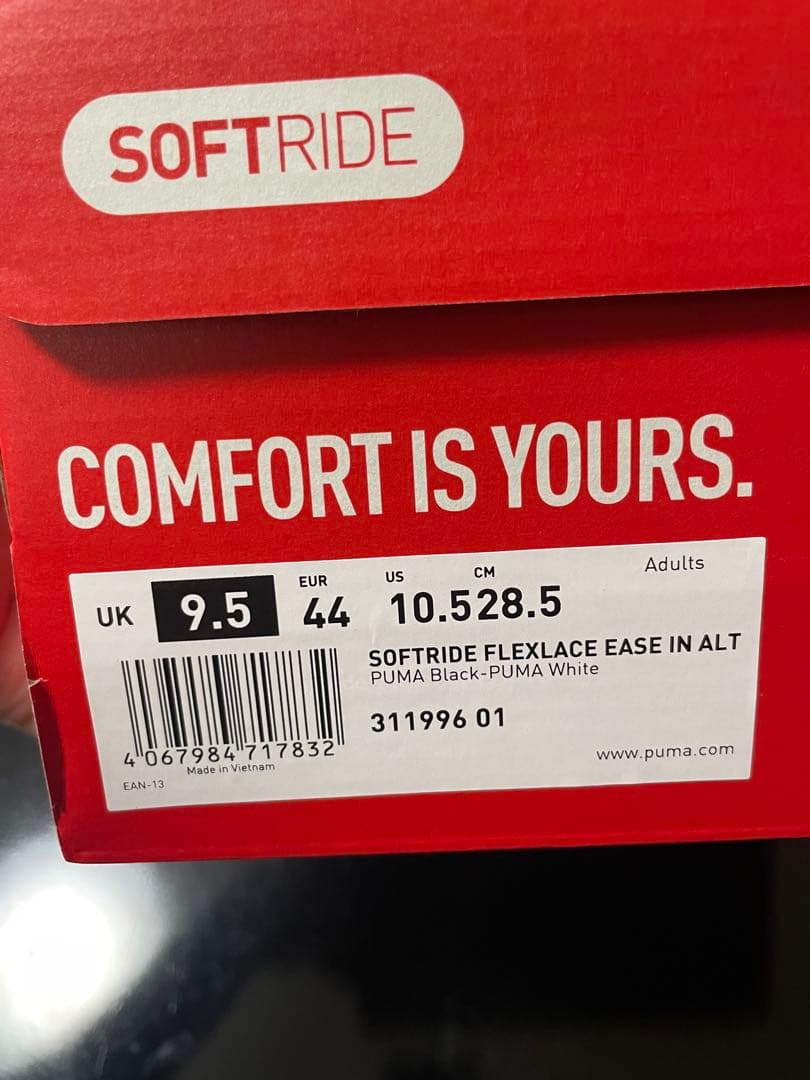 SOFTRIDE
COMFORT IS YOURS.
Adults
UK 9.5 EUR 44 US 10.5 CM 28.5
SOFTRIDE FLEXLACE EASE IN ALT
PUMA Black-PUMA White
311996 01
4 067984 717832
Made in Vietnam
EAN-13
www.puma.com